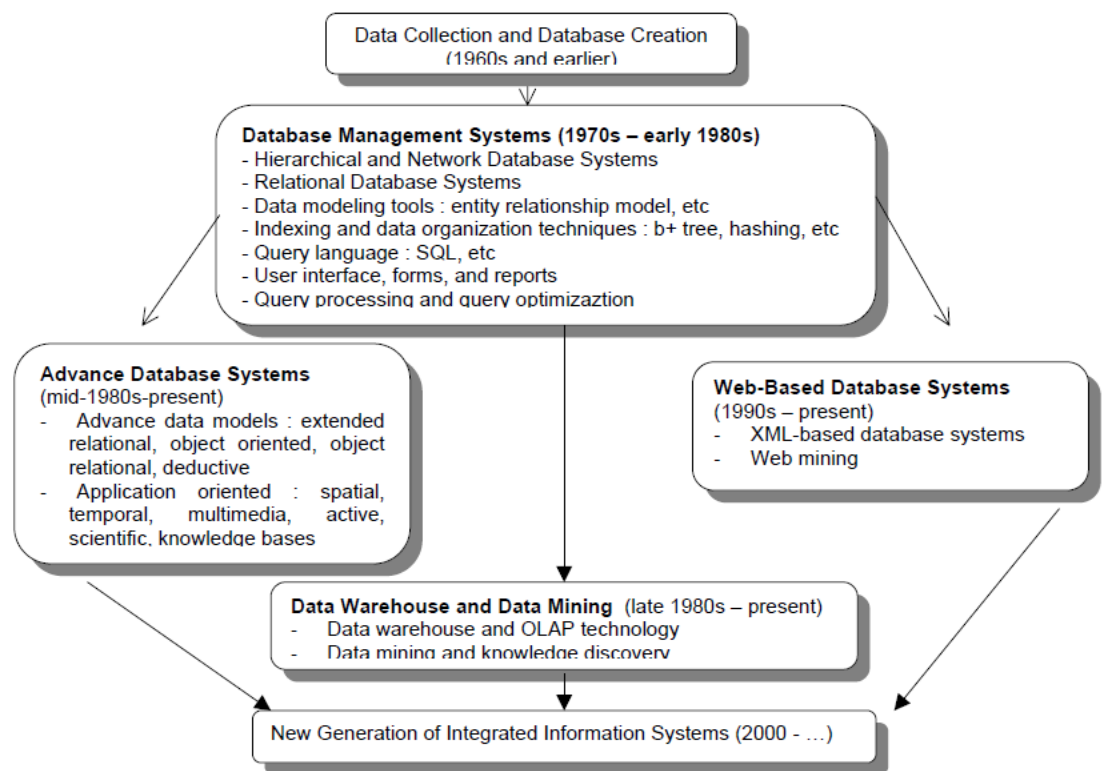 Data Collection and Database Creation
(1960s and earlier)
Database Management Systems (1970s – early 1980s)
- Hierarchical and Network Database Systems
- Relational Database Systems
- Data modeling tools : entity relationship model, etc
- Indexing and data organization techniques : b+ tree, hashing, etc
- Query language : SQL, etc
- User interface, forms, and reports
- Query processing and query optimizaztion
Advance Database Systems
(mid-1980s-present)
- Advance data models : extended
relational, object oriented, object
relational, deductive
- Application oriented : spatial,
temporal, multimedia, active,
scientific, knowledge bases
Web-Based Database Systems
(1990s – present)
- XML-based database systems
- Web mining
Data Warehouse and Data Mining (late 1980s – present)
- Data warehouse and OLAP technology
- Data mining and knowledge discovery
New Generation of Integrated Information Systems (2000 - …)